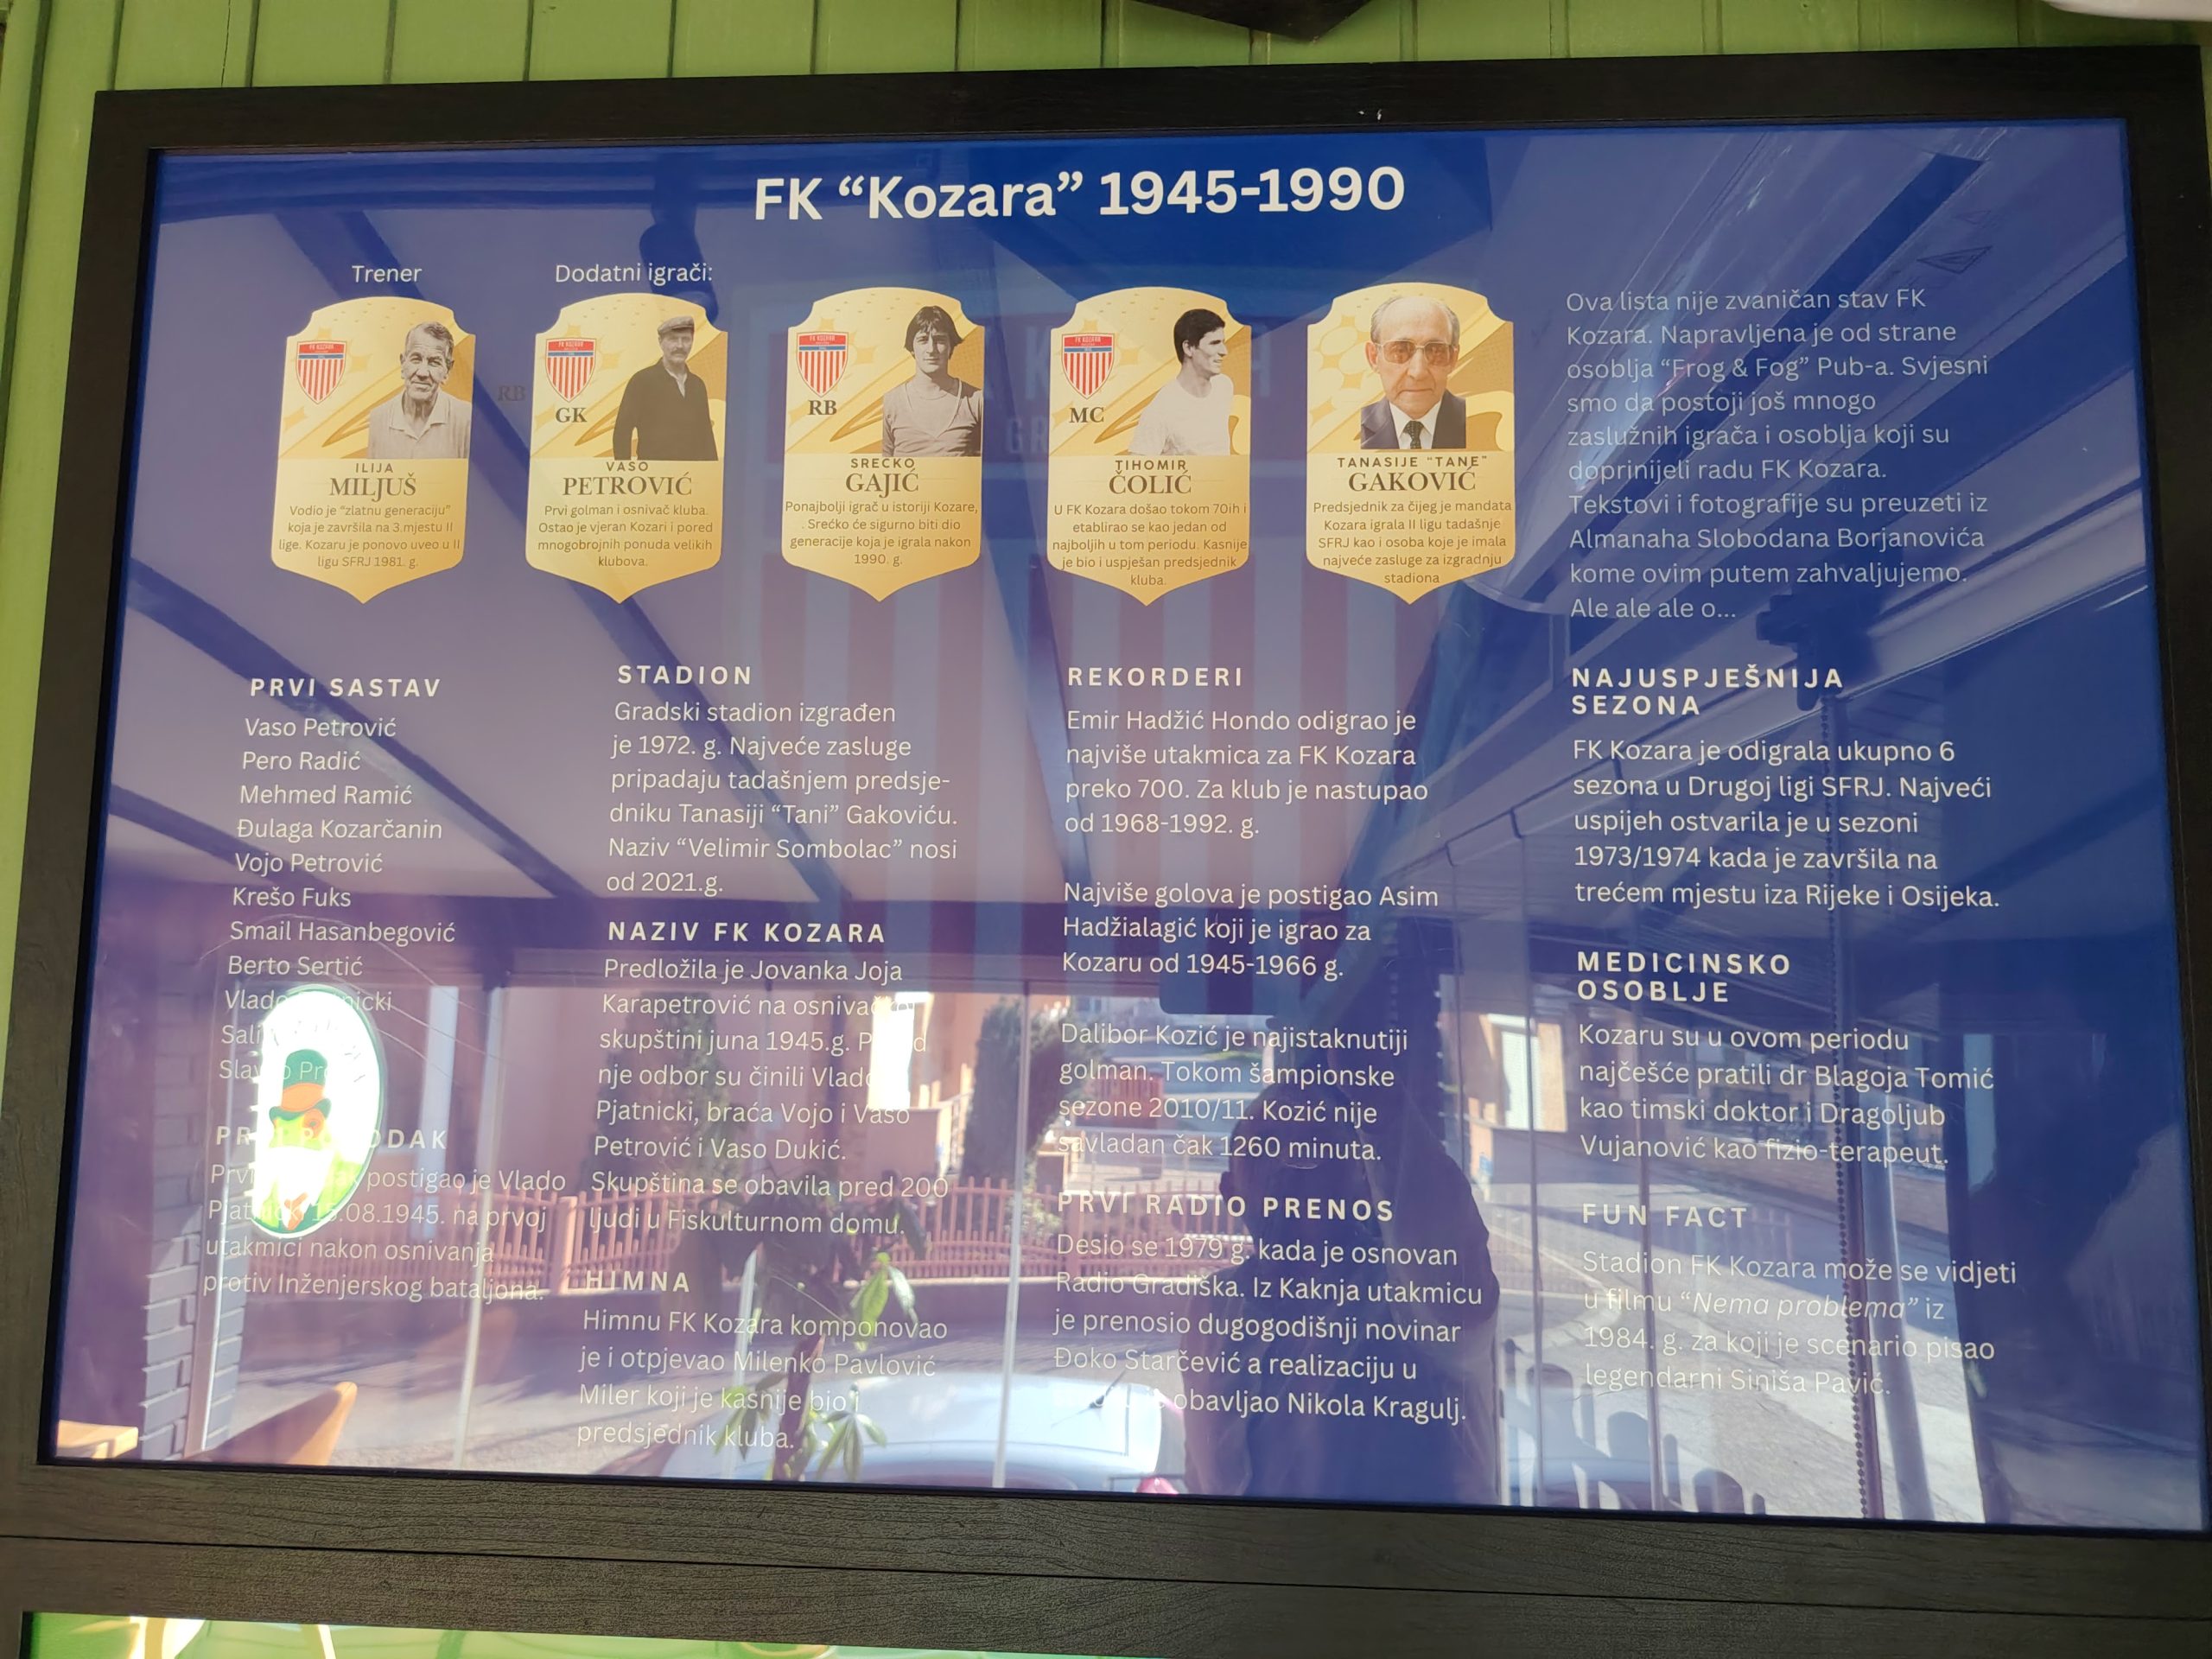 FK “Kozara” 1945-1990
Trener
Dodatni igrači:
FK KOZARA
ILIJA
MILJUŠ
Vodio je “zlatnu generaciju”
koja je završila na 3.mjestu II
lige. Kozaru je ponovo uveo u II
ligu SFRJ 1981. g.
RB
FK KOZARA
GK
VASO
PETROVIĆ
Prvi golman i osnivač kluba.
Ostao je vjeran Kozari i pored
mnogobrojnih ponuda velikih
klubova.
FK KOZARA
RB
SREĆKO
GAJIĆ
Ponajbolji igrač u istoriji Kozare,
Srećko će sigurno biti dio
generacije koja je igrala nakon
1990. g.
FK KOZARA
MC
TIHOMIR
ČOLIĆ
U FK Kozara došao tokom 70ih i
etablirao se kao jedan od
najboljih u tom periodu. Kasnije
je bio i uspješan predsjednik
kluba.
TANASIJE “TANE”
GAKOVIĆ
Predsjednik za čijeg je mandata
Kozara igrala II ligu tadašnje
SFRJ kao i osoba koje je imala
najveće zasluge za izgradnju
stadiona
Ova lista nije zvaničan stav FK
Kozara. Napravljena je od strane
osoblja “Frog & Fog” Pub-a. Svjesni
smo da postoji još mnogo
zaslužnih igrača i osoblja koji su
doprinijeli radu FK Kozara.
Tekstovi i fotografije su preuzeti iz
Almanaha Slobodana Borjanovića
kome ovim putem zahvaljujemo.
Ale ale ale o...
PRVI SASTAV
Vaso Petrović
Pero Radić
Mehmed Ramić
Đulaga Kozarčanin
Vojo Petrović
Krešo Fuks
Smail Hasanbegović
Berto Sertić
Prvi postigao je Vlado
15.08.1945. na prvoj
utakmici nakon osnivanja
protiv Inženjerskog bataljona.
STADION
Gradski stadion izgrađen
je 1972. g. Najveće zasluge
pripadaju tadašnjem predsje-
dniku Tanasiji “Tani” Gakoviću.
Naziv “Velimir Sombolac” nosi
od 2021.g.
NAZIV FK KOZARA
Predložila je Jovanka Joja
Karapetrović na
skupštini juna 1945.g.
nje odbor su činili Vlado
Pjatnicki, braća Vojo i Vaso
Petrović i Vaso Dukić.
Skupština se obavila pred 200
ljudi u Fiskulturnom domu.
HIMNA
Himnu FK Kozara komponovao
je i otpjevao Milenko Pavlović
Miler koji je kasnije bio i
predsjednik kluba.
REKORDERI
Emir Hadžić Hondo odigrao je
najviše utakmica za FK Kozara
preko 700. Za klub je nastupao
od 1968-1992. g.
Najviše golova je postigao Asim
Hadžialagić koji je igrao za
Kozaru od 1945-1966 g.
Dalibor Kozić je najistaknutiji
golman. Tokom šampionske
sezone 2010/11. Kozić nije
savladan čak 1260 minuta.
PRVI RADIO PRENOS
Desio se 1979 g. kada je osnovan
Radio Gradiška. Iz Kaknja utakmicu
je prenosio dugogodišnji novinar
Đoko Starčević a realizaciju u
obavljao Nikola Kragulj.
NAJUSPJEŠNIJA
SEZONA
FK Kozara je odigrala ukupno 6
sezona u Drugoj ligi SFRJ. Najveći
uspijeh ostvarila je u sezoni
1973/1974 kada je završila na
trećem mjestu iza Rijeke i Osijeka.
MEDICINSKO
OSOBLJE
Kozaru su u ovom periodu
najčešće pratili dr Blagoja Tomić
kao timski doktor i Dragoljub
Vujanović kao fizio-terapeut.
FUN FACT
Stadion FK Kozara može se vidjeti
u filmu “Nema problema” iz
1984. g. za koji je scenario pisao
legendarni Siniša Pavić.